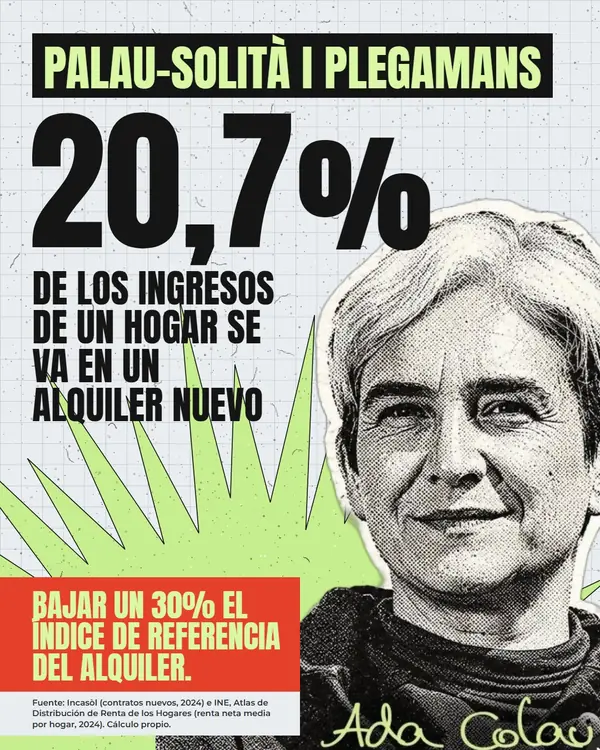 PALAU-SOLITÀ I PLEGAMANS
20,7%
DE LOS INGRESOS
DE UN HOGAR SE
VA EN UN
ALQUILER NUEVO
BAJAR UN 30% EL
ÍNDICE DE REFERENCIA
DEL ALQUILER.
Fuente: Incasòl (contratos nuevos, 2024) e INE, Atlas de
Distribución de Renta de los Hogares (renta neta media
por hogar, 2024). Cálculo propio.
Ada Colau